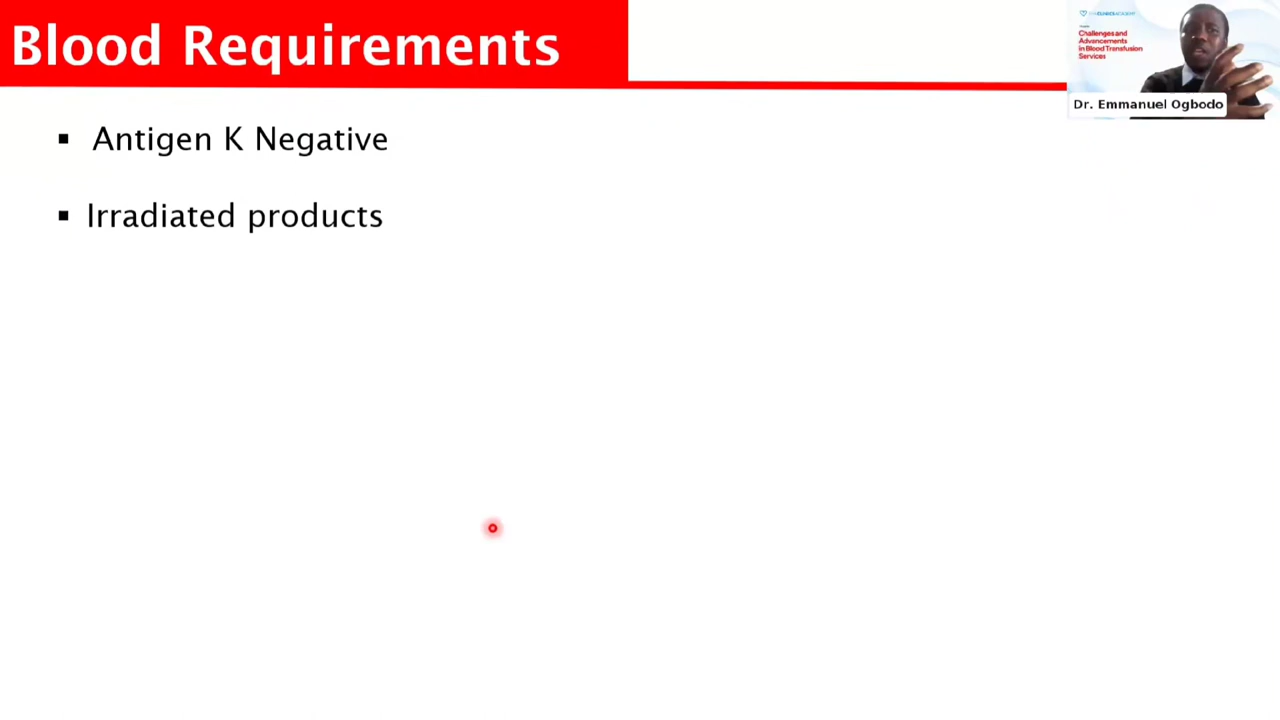 Blood Requirements
Antigen K Negative
Irradiated products
Challenges and
Advancements
in Blood Transfusion
Services
Dr. Emmanuel Ogbodo